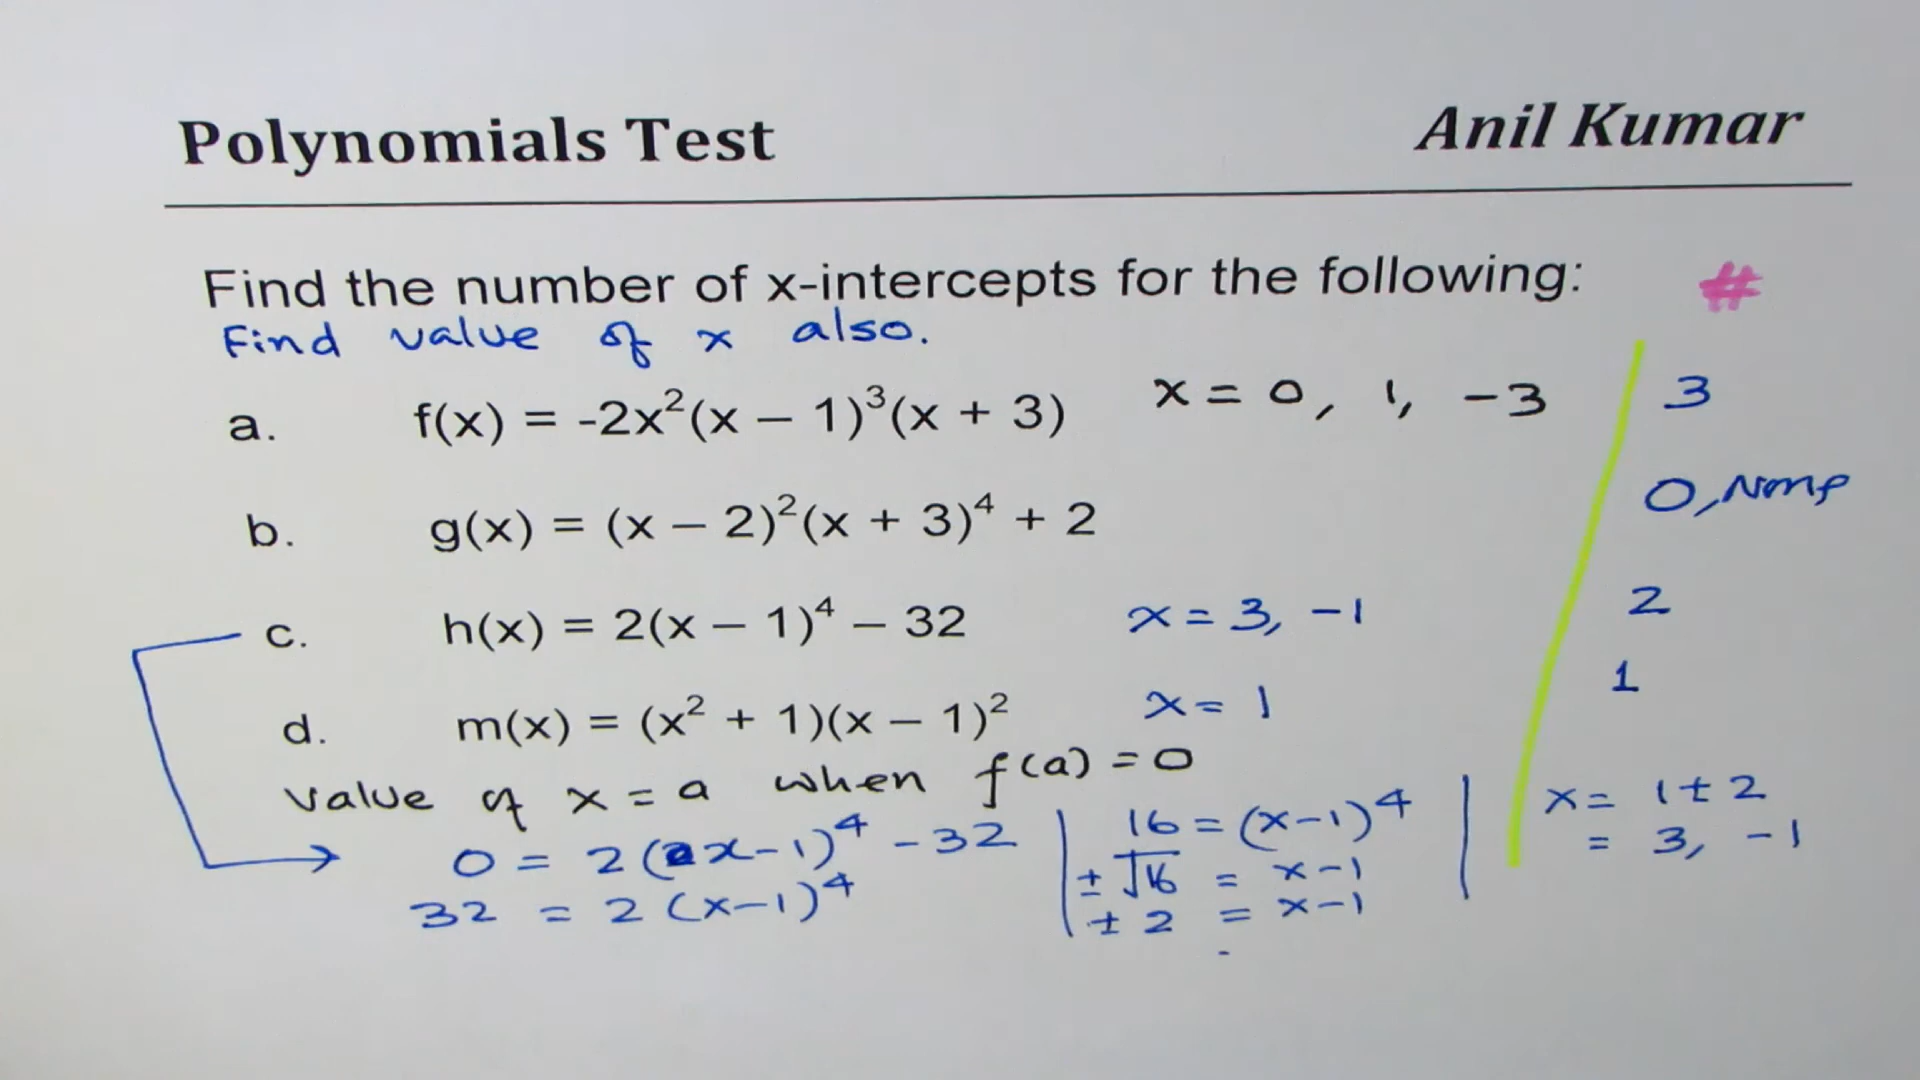 Polynomials Test Anil Kumar
Find the number of x-intercepts for the following: #
Find value of x also.
a. f(x) = -2x²(x – 1)³(x + 3) x = 0, 1, -3 3
b. g(x) = (x – 2)²(x + 3)⁴ + 2 0, None
c. h(x) = 2(x – 1)⁴ – 32 x = 3, -1 2
d. m(x) = (x² + 1)(x – 1)² x = 1 1
Value of x = a when f(a) = 0
0 = 2(x-1)⁴ - 32
32 = 2(x-1)⁴
16 = (x-1)⁴
± √16 = x-1
± 2 = x-1
x = 1 ± 2
= 3, -1